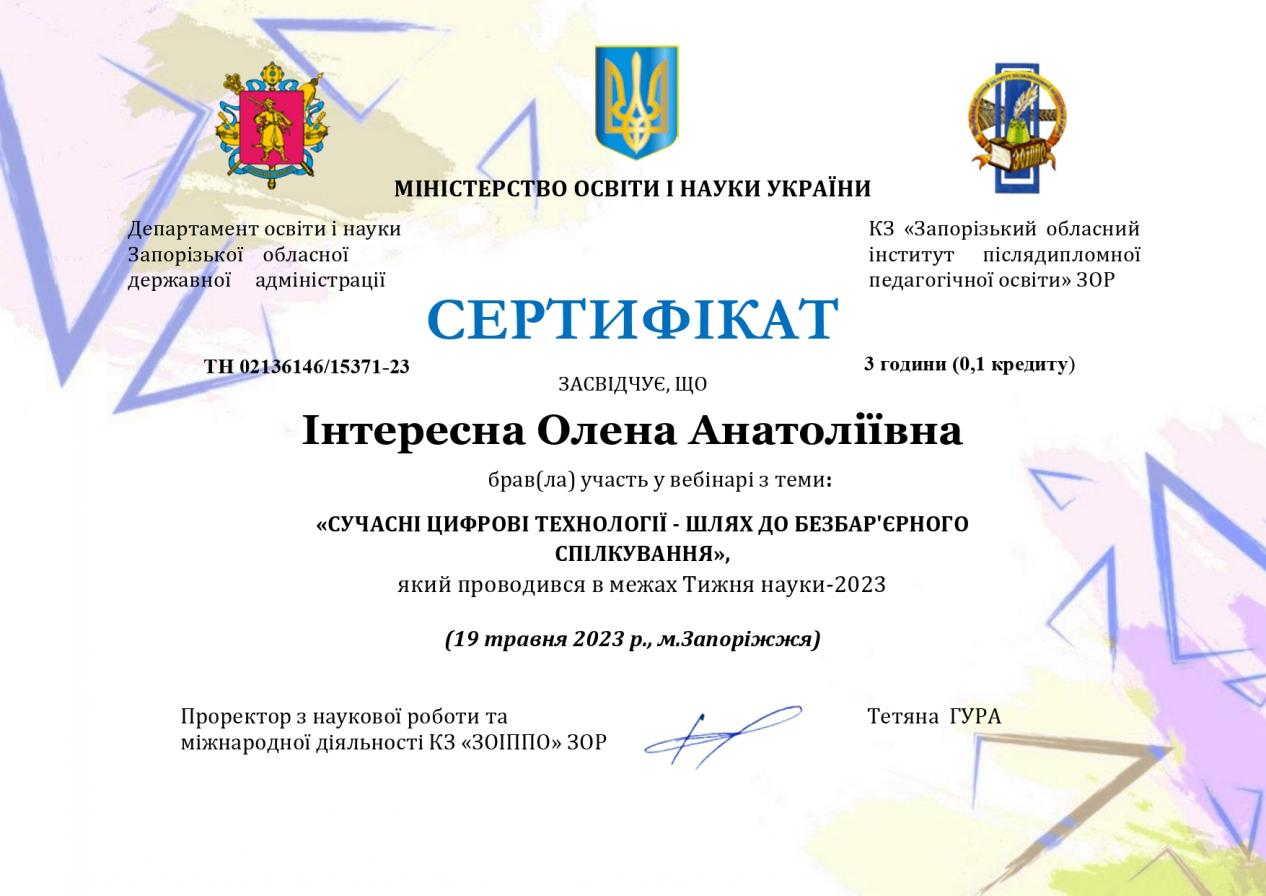 МІНІСТЕРСТВО ОСВІТИ І НАУКИ УКРАЇНИ
Департамент освіти і науки
Запорізької обласної
державної адміністрації
КЗ «Запорізький обласний
інститут післядипломної
педагогічної освіти» ЗОР
СЕРТИФІКАТ
ТН 02136146/15371-23
3 години (0,1 кредиту)
ЗАСВІДЧУЄ, ЩО
Інтересна Олена Анатоліївна
брав(ла) участь у вебінарі з теми:
«СУЧАСНІ ЦИФРОВІ ТЕХНОЛОГІЇ - ШЛЯХ ДО БЕЗБАР'ЄРНОГО
СПІЛКУВАННЯ»,
який проводився в межах Тижня науки-2023
(19 травня 2023 р., м.Запоріжжя)
Проректор з наукової роботи та
міжнародної діяльності КЗ «ЗОІППО» ЗОР
Тетяна ГУРА
ЗОІППО